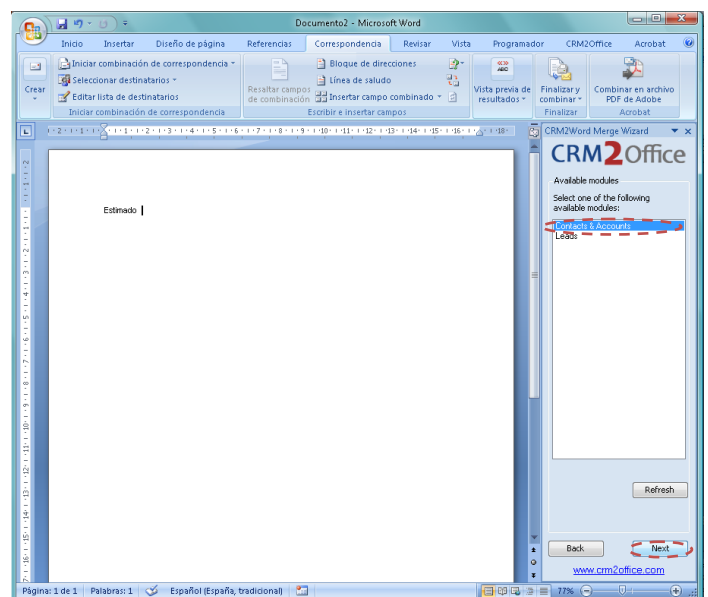 Documento2 - Microsoft Word
Inicio Insertar Diseño de página Referencias Correspondencia Revisar Vista Programador CRM2Office Acrobat
Crear
Iniciar combinación de correspondencia
Seleccionar destinatarios
Editar lista de destinatarios
Iniciar combinación de correspondencia
Resaltar campos
de combinación
Bloque de direcciones
Línea de saludo
Insertar campo combinado
Escribir e insertar campos
ABC
Vista previa de
resultados
Finalizar y
combinar
Finalizar
Combinar en archivo
PDF de Adobe
Acrobat
Estimado
CRM2Word Merge Wizard
CRM2Office
Available modules
Select one of the following
available modules:
Contacts & Accounts
Leads
Refresh
Back Next
www.crm2office.com
Página: 1 de 1 Palabras: 1 Español (España, tradicional) 77%